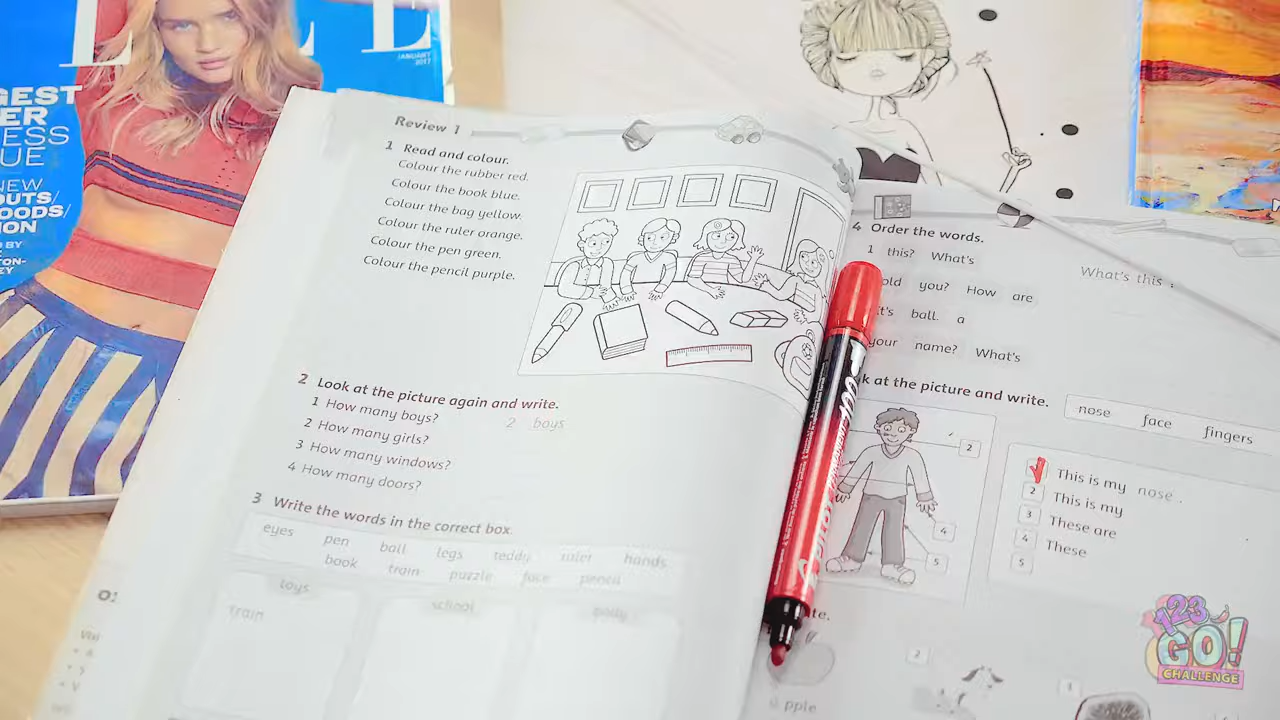 ELLE
JANUARY
2017
Review 1
1 Read and colour.
Colour the rubber red.
Colour the book blue.
Colour the bag yellow.
Colour the ruler orange.
Colour the pen green.
Colour the pencil purple.
2 Look at the picture again and write.
1 How many boys? 2 boys
2 How many girls?
3 How many windows?
4 How many doors?
3 Write the words in the correct box.
eyes pen ball legs teddy ruler hands
book train puzzle face pencil
toys school body
train
4 Order the words.
1 this? What's
What's this
old you? How are
It's ball. a
your name? What's
at the picture and write.
nose face fingers
2
4
5
This is my nose.
2 This is my
3 These are
4 These
5
pple
2
123
GO!
CHALLENGE